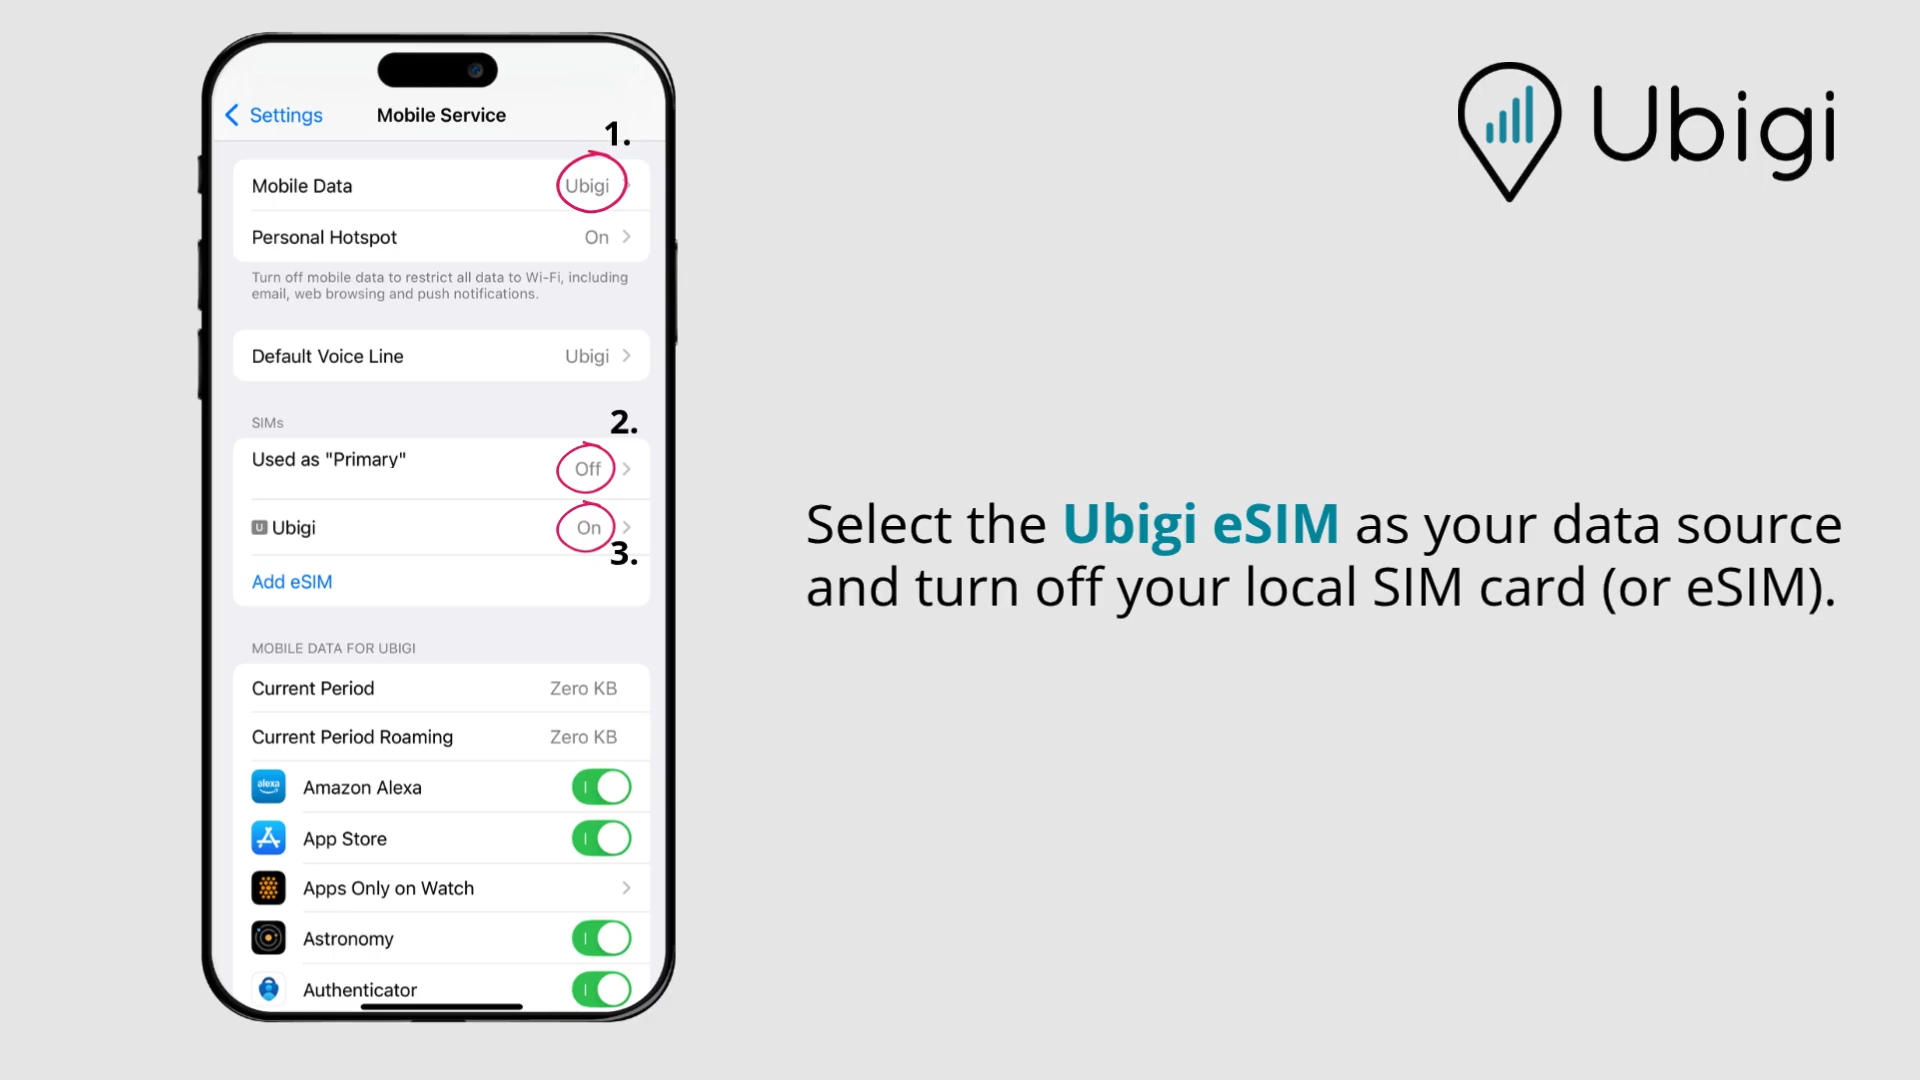 Settings
Mobile Service
1.
Mobile Data
Ubigi
Personal Hotspot
On
Turn off mobile data to restrict all data to Wi-Fi, including
email, web browsing and push notifications.
Default Voice Line
Ubigi
SIMs
2.
Used as "Primary"
Off
U Ubigi
On
3.
Add eSIM
MOBILE DATA FOR UBIGI
Current Period
Zero KB
Current Period Roaming
Zero KB
alexa
Amazon Alexa
App Store
Apps Only on Watch
Astronomy
Authenticator
Ubigi
Select the Ubigi eSIM as your data source
and turn off your local SIM card (or eSIM).